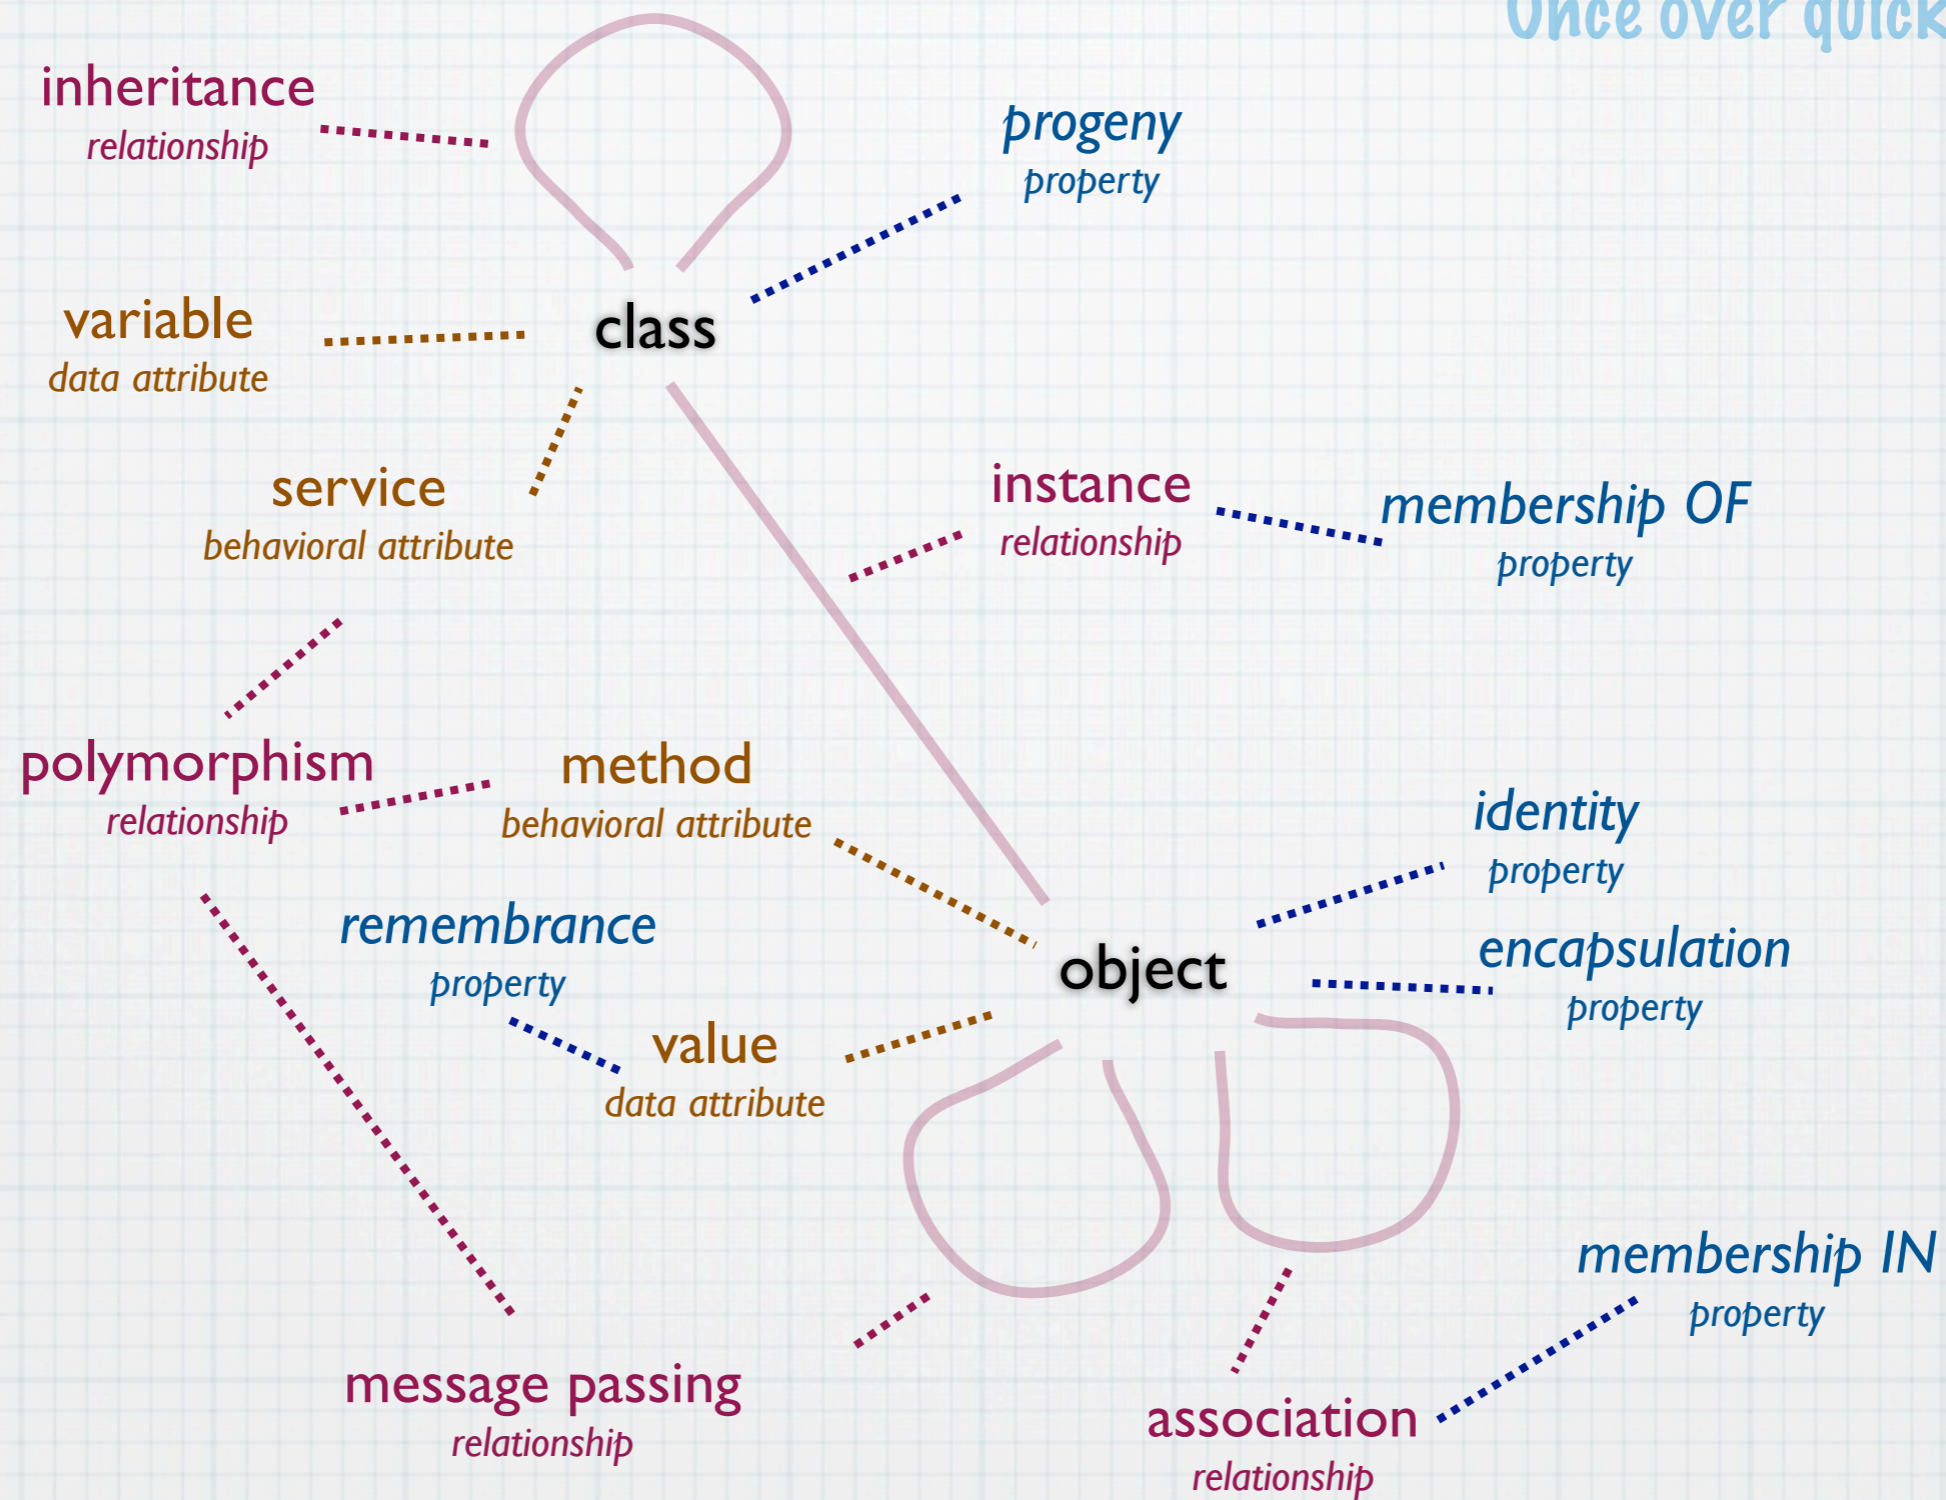 Once over quick
inheritance
relationship
progeny
property
variable
data attribute
class
service
behavioral attribute
instance
relationship
membership OF
property
polymorphism
relationship
method
behavioral attribute
identity
property
remembrance
property
object
encapsulation
property
value
data attribute
membership IN
property
message passing
relationship
association
relationship